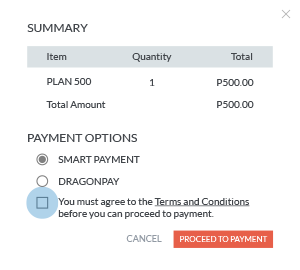 SUMMARY
Item Quantity Total
PLAN 500 1 P500.00
Total Amount P500.00
PAYMENT OPTIONS
SMART PAYMENT
DRAGONPAY
You must agree to the Terms and Conditions
before you can proceed to payment.
CANCEL PROCEED TO PAYMENT